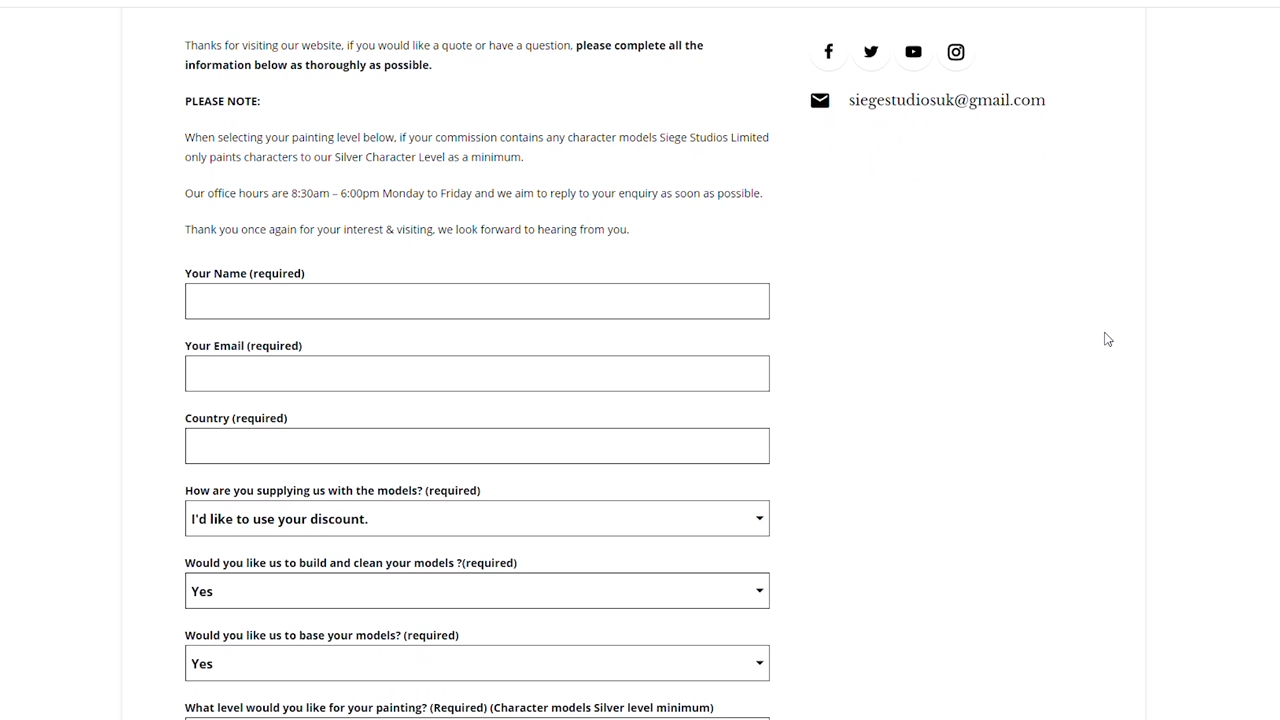 Thanks for visiting our website, if you would like a quote or have a question, please complete all the
information below as thoroughly as possible.
PLEASE NOTE:
When selecting your painting level below, if your commission contains any character models Siege Studios Limited
only paints characters to our Silver Character Level as a minimum.
Our office hours are 8:30am – 6:00pm Monday to Friday and we aim to reply to your enquiry as soon as possible.
Thank you once again for your interest & visiting, we look forward to hearing from you.
Your Name (required)
Your Email (required)
Country (required)
How are you supplying us with the models? (required)
I'd like to use your discount.
Would you like us to build and clean your models ?(required)
Yes
Would you like us to base your models? (required)
Yes
What level would you like for your painting? (Required) (Character models Silver level minimum)
siegestudiosuk@gmail.com